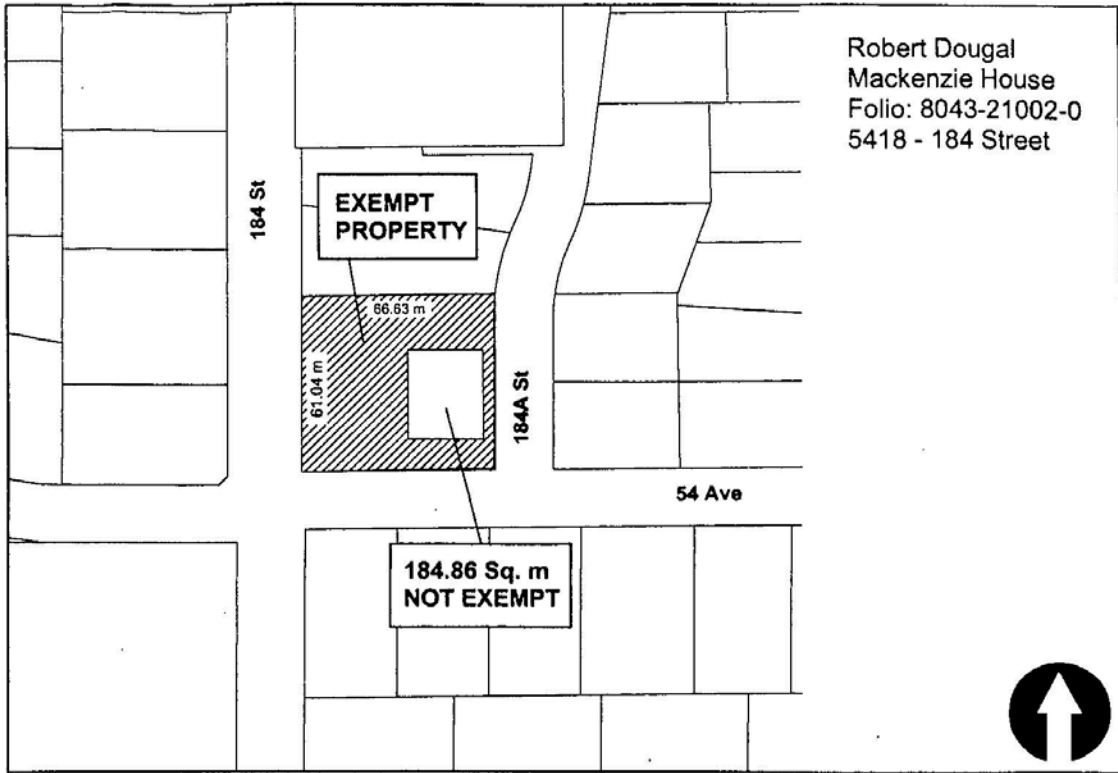 Robert Dougal
Mackenzie House
Folio: 8043-21002-0
5418 - 184 Street
184 St
EXEMPT
PROPERTY
66.63 m
61.04 m
184A St
54 Ave
184.86 Sq. m
NOT EXEMPT